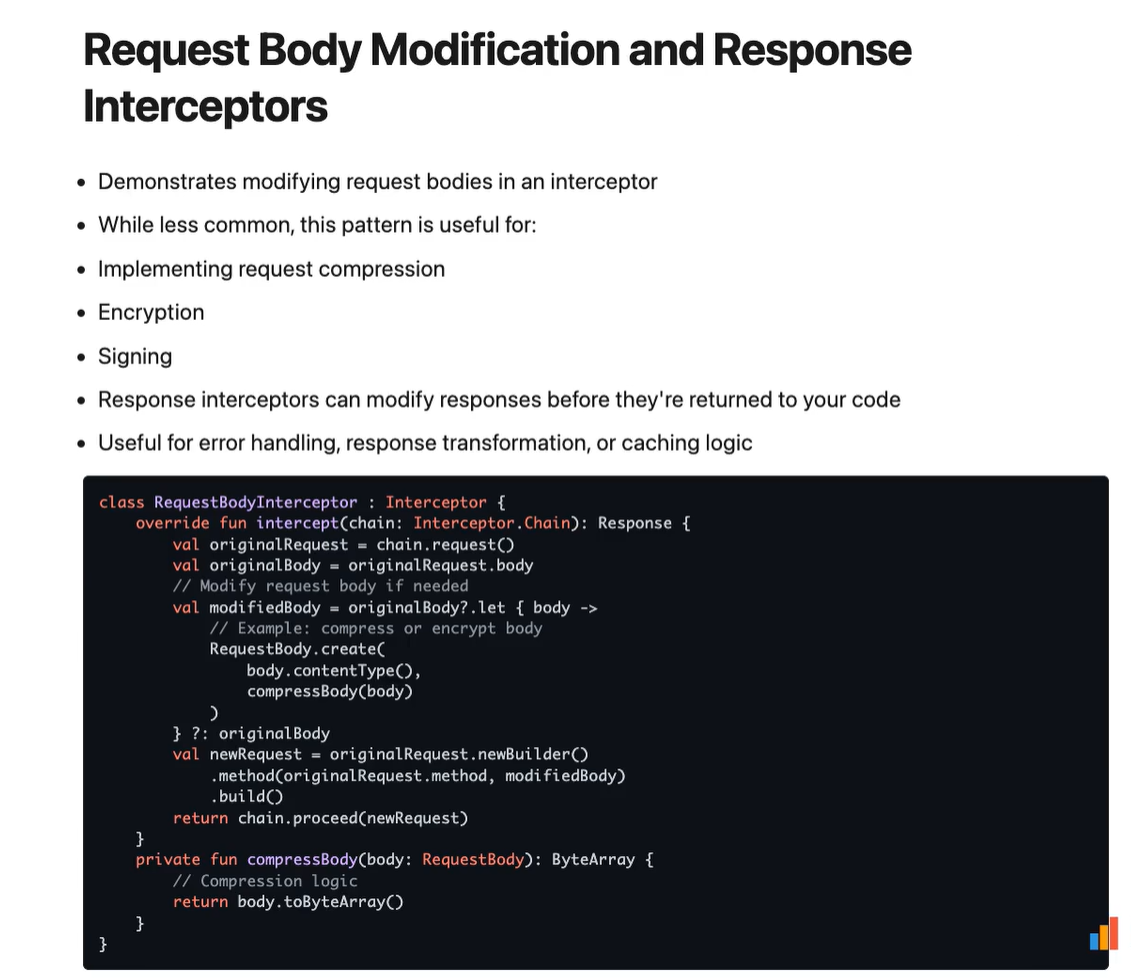 Request Body Modification and Response
Interceptors
• Demonstrates modifying request bodies in an interceptor
• While less common, this pattern is useful for:
• Implementing request compression
• Encryption
• Signing
• Response interceptors can modify responses before they're returned to your code
• Useful for error handling, response transformation, or caching logic
class RequestBodyInterceptor : Interceptor {
    override fun intercept(chain: Interceptor.Chain): Response {
        val originalRequest = chain.request()
        val originalBody = originalRequest.body
        // Modify request body if needed
        val modifiedBody = originalBody?.let { body ->
            // Example: compress or encrypt body
            RequestBody.create(
                body.contentType(),
                compressBody(body)
            )
        } ?: originalBody
        val newRequest = originalRequest.newBuilder()
            .method(originalRequest.method, modifiedBody)
            .build()
        return chain.proceed(newRequest)
    }
    private fun compressBody(body: RequestBody): ByteArray {
        // Compression logic
        return body.toByteArray()
    }
}